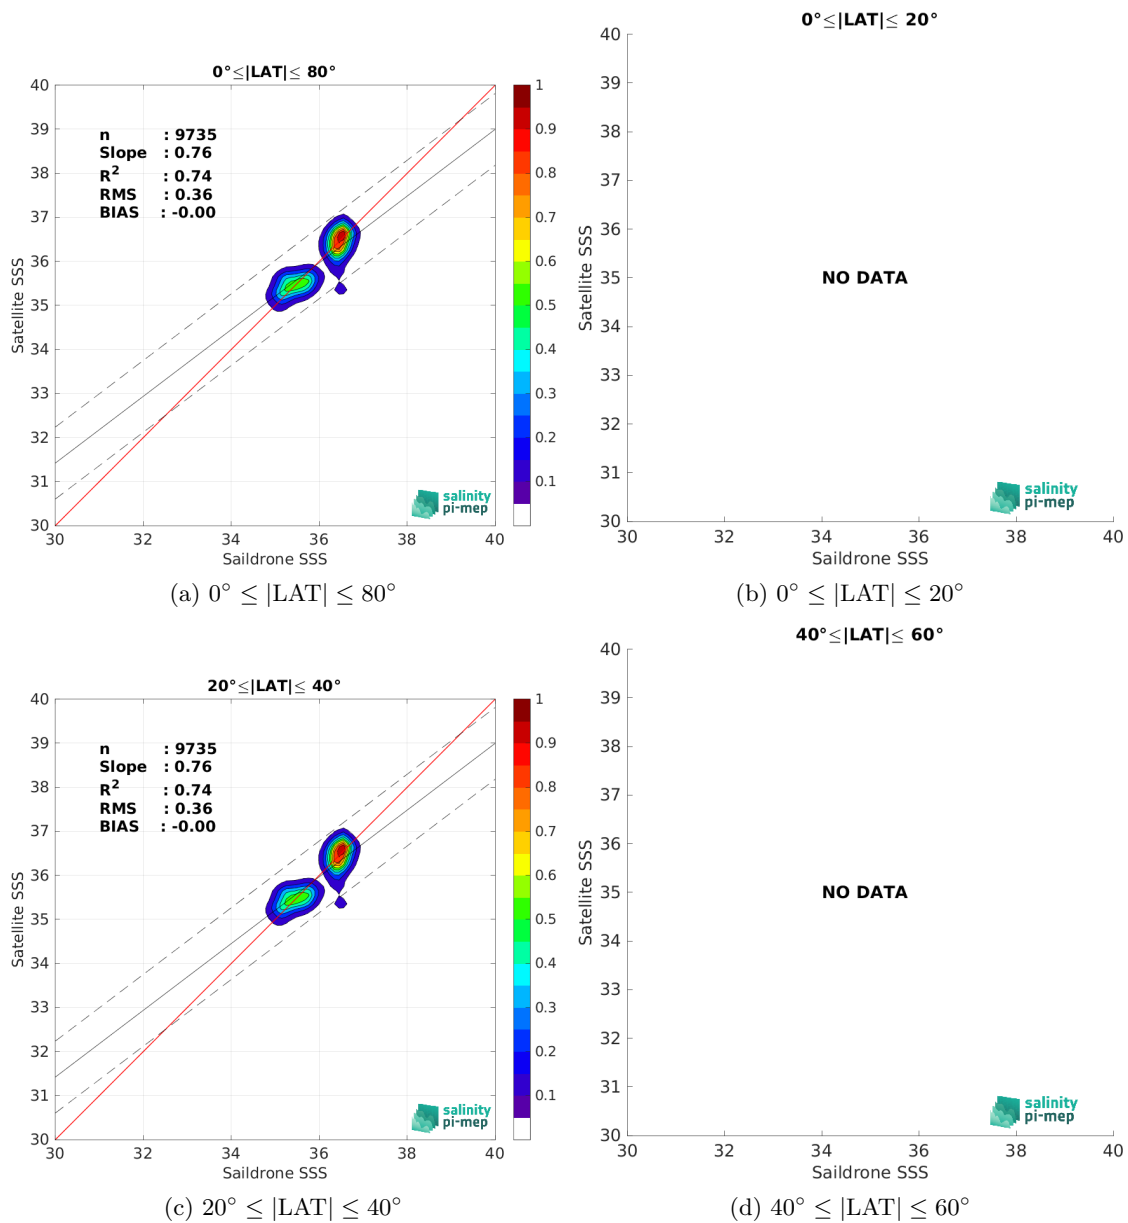 0°≤|LAT|≤ 80°
40
39
38
37
36
35
34
33
32
31
30
Satellite SSS
n : 9735
Slope : 0.76
R² : 0.74
RMS : 0.36
BIAS : -0.00
salinity
pi-mep
30 32 34 36 38 40
Saildrone SSS
1
0.9
0.8
0.7
0.6
0.5
0.4
0.3
0.2
0.1
(a) 0° ≤ |LAT| ≤ 80°
0°≤|LAT|≤ 20°
40
39
38
37
36
35
34
33
32
31
30
Satellite SSS
NO DATA
salinity
pi-mep
30 32 34 36 38 40
Saildrone SSS
(b) 0° ≤ |LAT| ≤ 20°
20°≤|LAT|≤ 40°
40
39
38
37
36
35
34
33
32
31
30
Satellite SSS
n : 9735
Slope : 0.76
R² : 0.74
RMS : 0.36
BIAS : -0.00
salinity
pi-mep
30 32 34 36 38 40
Saildrone SSS
1
0.9
0.8
0.7
0.6
0.5
0.4
0.3
0.2
0.1
(c) 20° ≤ |LAT| ≤ 40°
40°≤|LAT|≤ 60°
40
39
38
37
36
35
34
33
32
31
30
Satellite SSS
NO DATA
salinity
pi-mep
30 32 34 36 38 40
Saildrone SSS
(d) 40° ≤ |LAT| ≤ 60°